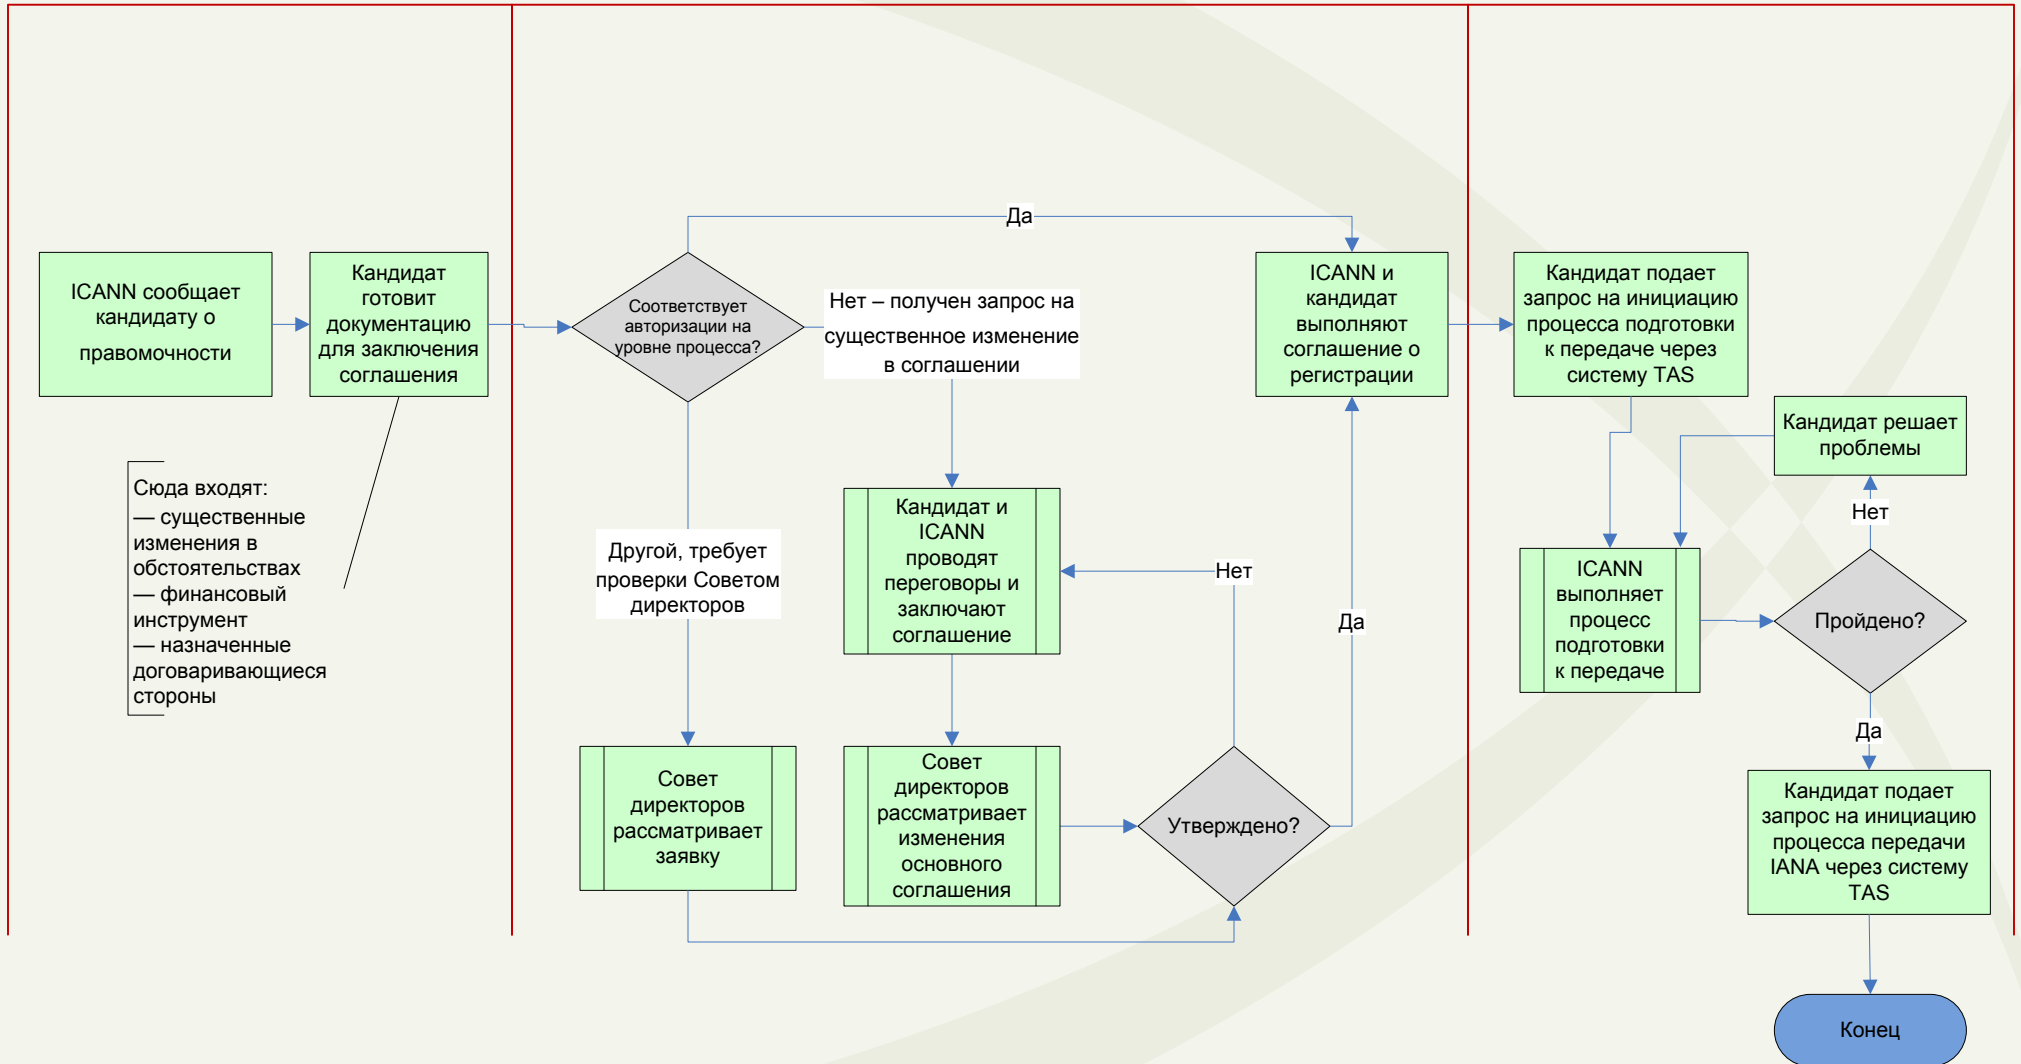 ICANN сообщает
кандидату о
правомочности
Кандидат
готовит
документацию
для заключения
соглашения
Сюда входят:
— существенные
изменения в
обстоятельствах
— финансовый
инструмент
— назначенные
договаривающиеся
стороны
Соответствует
авторизации на
уровне процесса?
Да
Нет – получен запрос на
существенное изменение
в соглашении
Другой, требует
проверки Советом
директоров
Совет
директоров
рассматривает
заявку
Кандидат и
ICANN
проводят
переговоры и
заключают
соглашение
Совет
директоров
рассматривает
изменения
основного
соглашения
Утверждено?
Нет
Да
ICANN и
кандидат
выполняют
соглашение о
регистрации
Кандидат подает
запрос на инициацию
процесса подготовки
к передаче через
систему TAS
Кандидат решает
проблемы
Нет
ICANN
выполняет
процесс
подготовки
к передаче
Пройдено?
Да
Кандидат подает
запрос на инициацию
процесса передачи
IANA через систему
TAS
Конец